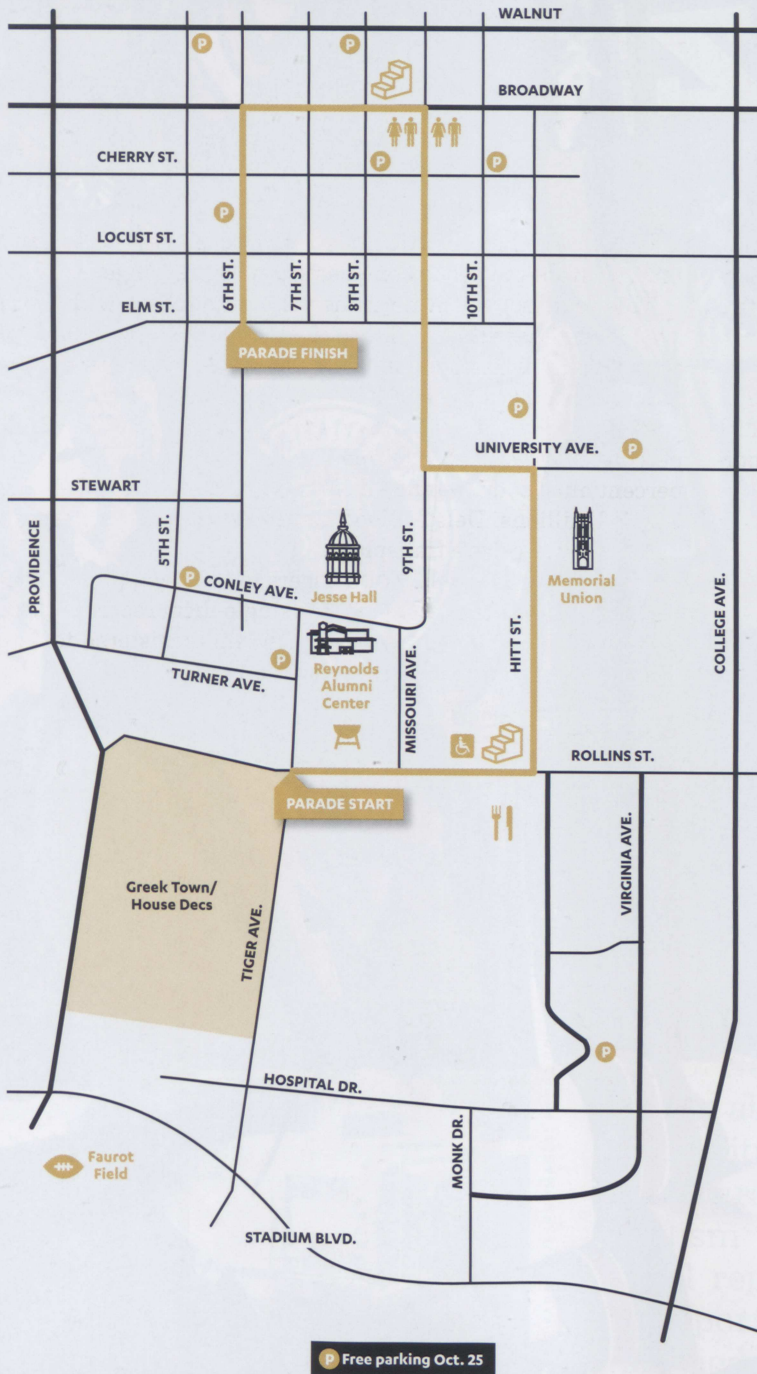 WALNUT
P
P
BROADWAY
CHERRY ST.
P
P
P
LOCUST ST.
6TH ST.
7TH ST.
8TH ST.
10TH ST.
ELM ST.
PARADE FINISH
P
UNIVERSITY AVE.
P
STEWART
PROVIDENCE
5TH ST.
9TH ST.
P
CONLEY AVE.
Jesse Hall
Memorial
Union
COLLEGE AVE.
HITT ST.
P
TURNER AVE.
Reynolds
Alumni
Center
MISSOURI AVE.
ROLLINS ST.
PARADE START
VIRGINIA AVE.
Greek Town/
House Decs
TIGER AVE.
P
HOSPITAL DR.
MONK DR.
Faurot
Field
STADIUM BLVD.
P Free parking Oct. 25